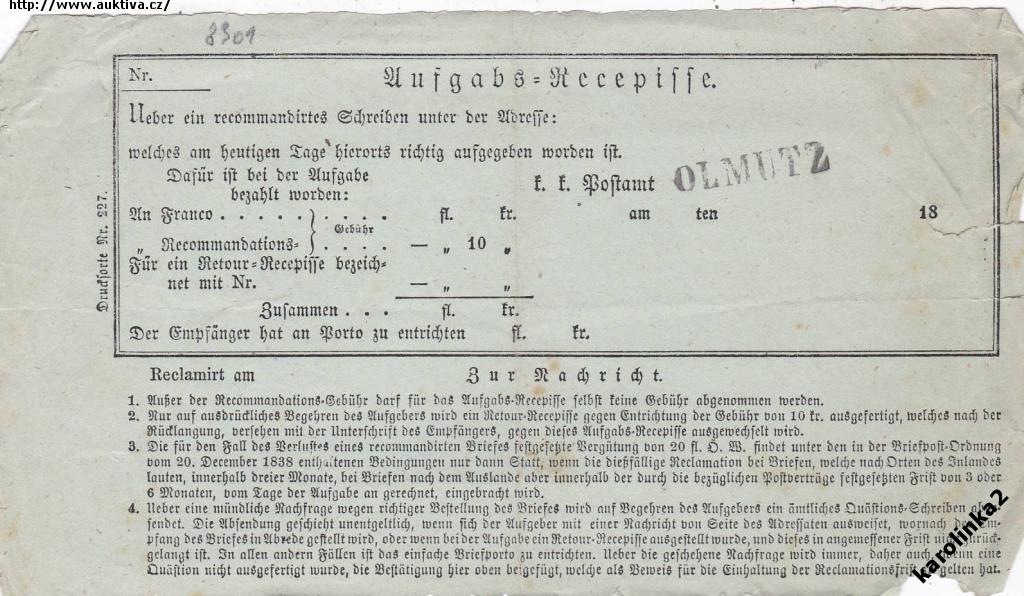 http://www.auktiva.cz/
8301
Nr.
Aufgabs=Recepisse.
Ueber ein recommandirtes Schreiben unter der Adresse:
welches am heutigen Tage hierorts richtig aufgegeben worden ist.
Dafür ist bei der Aufgabe
bezahlt worden:
k. k. Postamt OLMUTZ
An Franco . . . . . } . . . . fl. kr.
am ten 18
Gebühr
„ Recommandations= } . . . . — „ 10 „
Für ein Retour=Recepisse bezeich=
net mit Nr. — „ „
Zusammen . . . fl. kr.
Der Empfänger hat an Porto zu entrichten fl. kr.
Drucksorte Nr. 227.
Reclamirt am
Zur Nachricht.
1. Außer der Recommandations=Gebühr darf für das Aufgabs=Recepisse selbst keine Gebühr abgenommen werden.
2. Nur auf ausdrückliches Begehren des Aufgebers wird ein Retour=Recepisse gegen Entrichtung der Gebühr von 10 kr. ausgefertigt, welches nach der
Rücklangung, versehen mit der Unterschrift des Empfängers, gegen dieses Aufgabs=Recepisse ausgewechselt wird.
3. Die für den Fall des Verlustes eines recommandirten Briefes festgesetzte Vergütung von 20 fl. Ö. W. findet unter den in der Briefpost=Ordnung
vom 20. December 1838 enthaltenen Bedingungen nur dann Statt, wenn die dießfällige Reclamation bei Briefen, welche nach Orten des Inlandes
lauten, innerhalb dreier Monate, bei Briefen nach dem Auslande aber innerhalb der durch die bezüglichen Postverträge festgesetzten Frist von 3 oder
6 Monaten, vom Tage der Aufgabe an gerechnet, eingebracht wird.
4. Ueber eine mündliche Nachfrage wegen richtiger Bestellung des Briefes wird auf Begehren des Aufgebers ein ämtliches Quästions=Schreiben
sendet. Die Absendung geschieht unentgeltlich, wenn sich der Aufgeber mit einer Nachricht von Seite des Adressaten ausweiset, wornach
pfang des Briefes in Abrede gestellt wird, oder wenn bei der Aufgabe ein Retour=Recepisse ausgestellt wurde, und dieses in angemessener Frist
gelangt ist. In allen andern Fällen ist das einfache Briefporto zu entrichten. Ueber die geschehene Nachfrage wird immer, daher auch wenn eine
Quästion nicht ausgefertigt wurde, die Bestätigung hier oben beigefügt, welche als Beweis für die Einhaltung der Reclamationsfrist zu gelten hat.
karolinka2